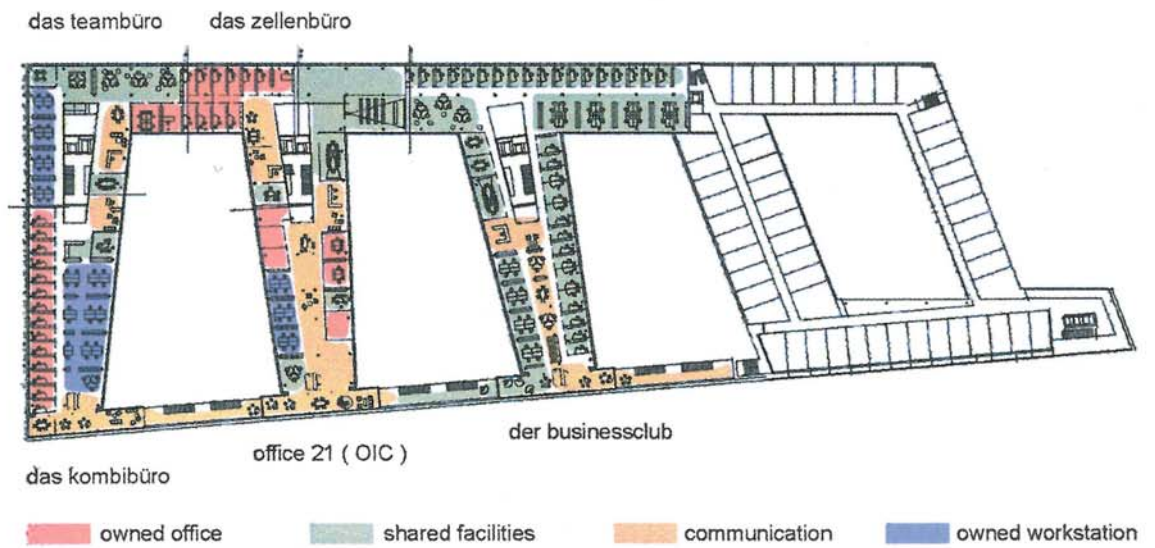 das teambüro das zellenbüro
der businessclub
office 21 ( OIC )
das kombibüro
owned office shared facilities communication owned workstation